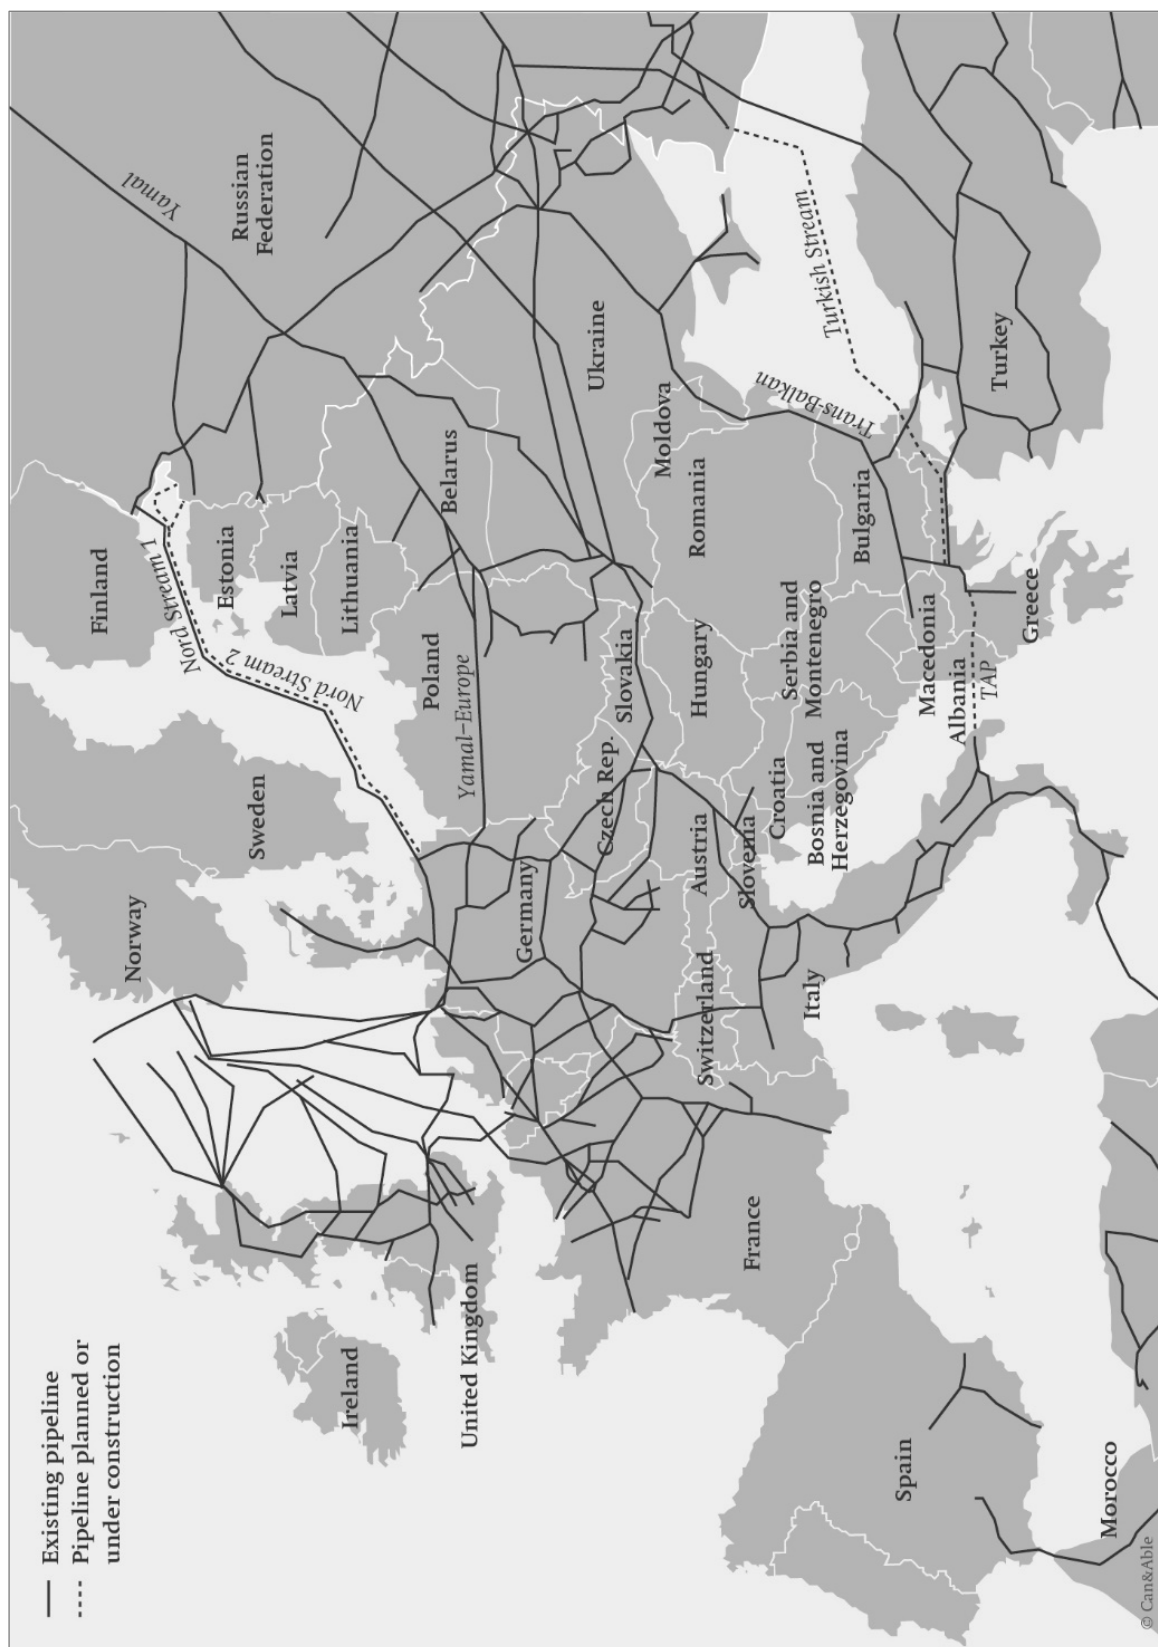 Existing pipeline
Pipeline planned or
under construction
Norway
Sweden
Finland
Russian
Federation
Yamal
Nord Stream 1
Nord Stream 2
Estonia
Latvia
Lithuania
Ireland
United Kingdom
Germany
Poland
Yamal–Europe
Belarus
Czech Rep.
Slovakia
Ukraine
France
Switzerland
Austria
Slovenia
Hungary
Romania
Moldova
Italy
Croatia
Bosnia and
Herzegovina
Serbia and
Montenegro
Bulgaria
Trans-Balkan
Turkish Stream
Spain
Albania
Macedonia
TAP
Greece
Turkey
Morocco
© Can&Able